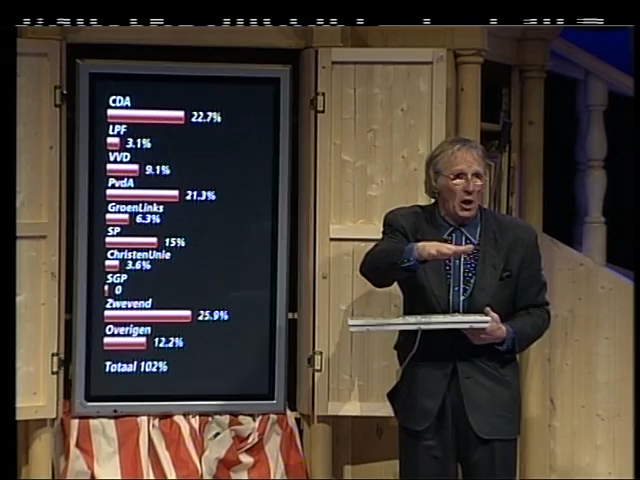 CDA
22.7%
LPF
3.1%
VVD
9.1%
PvdA
21.3%
GroenLinks
6.3%
SP
15%
ChristenUnie
3.6%
SGP
0
Zwevend
25.9%
Overigen
12.2%
Totaal 102%